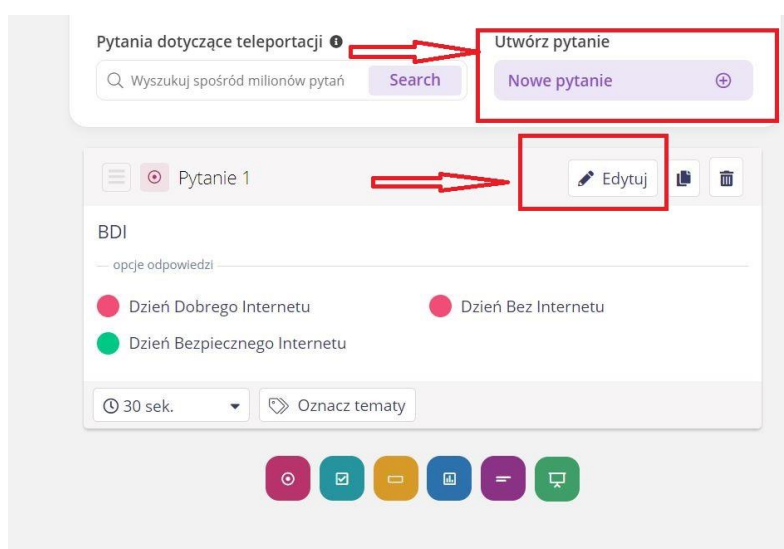 Pytania dotyczące teleportacji
Utwórz pytanie
Wyszukuj spośród milionów pytań
Search
Nowe pytanie
Pytanie 1
Edytuj
BDI
opcje odpowiedzi
Dzień Dobrego Internetu
Dzień Bez Internetu
Dzień Bezpiecznego Internetu
30 sek.
Oznacz tematy